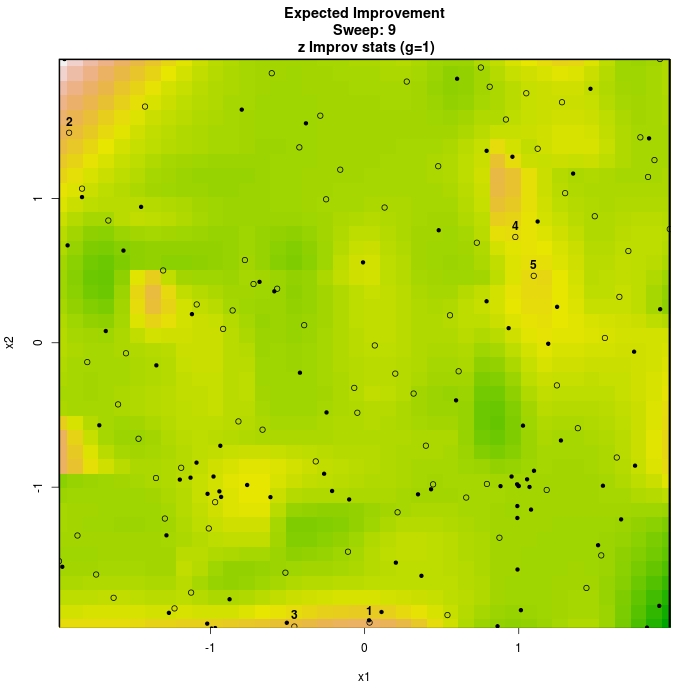 Expected Improvement
Sweep: 9
z Improv stats (g=1)
2
4
5
3
1
1
0
-1
x2
-1
0
1
x1